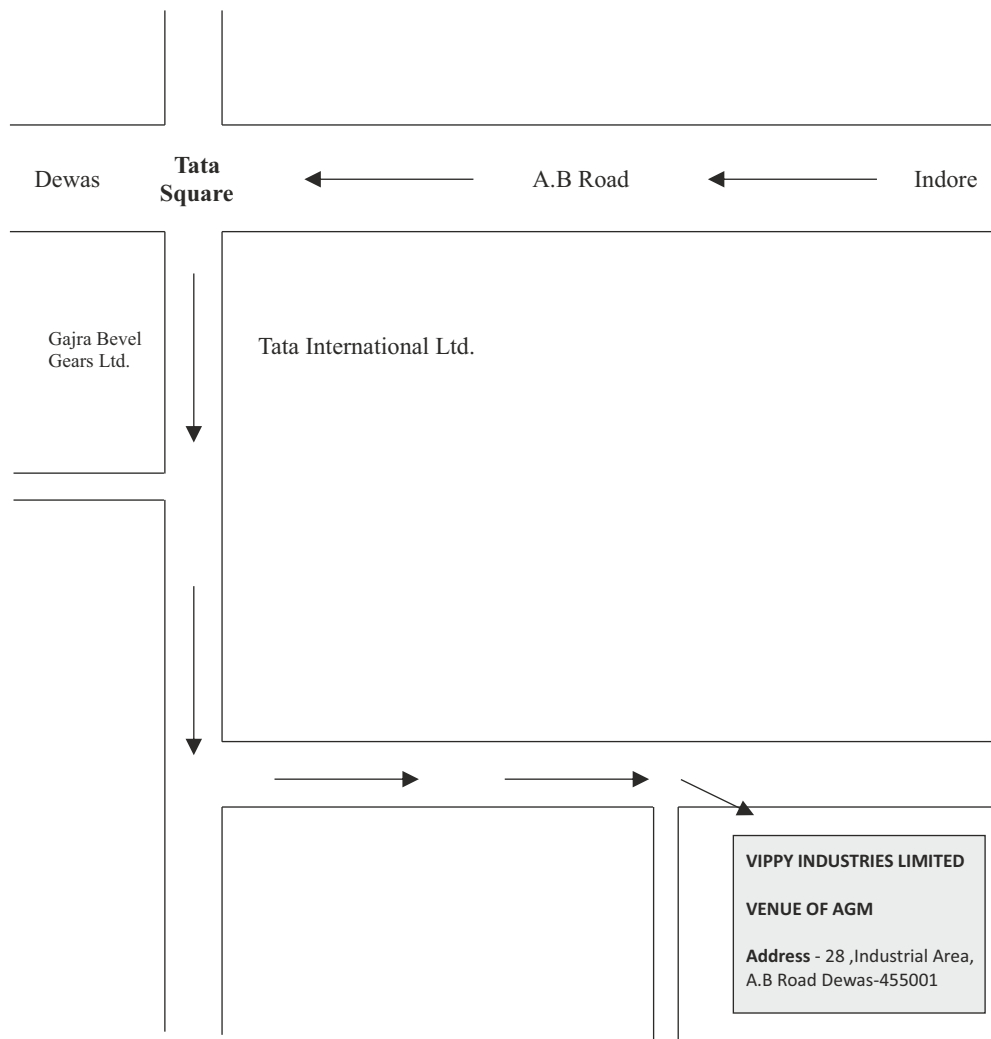 Dewas
Tata
Square
A.B Road
Indore
Gajra Bevel
Gears Ltd.
Tata International Ltd.
VIPPY INDUSTRIES LIMITED
VENUE OF AGM
Address - 28 ,Industrial Area,
A.B Road Dewas-455001